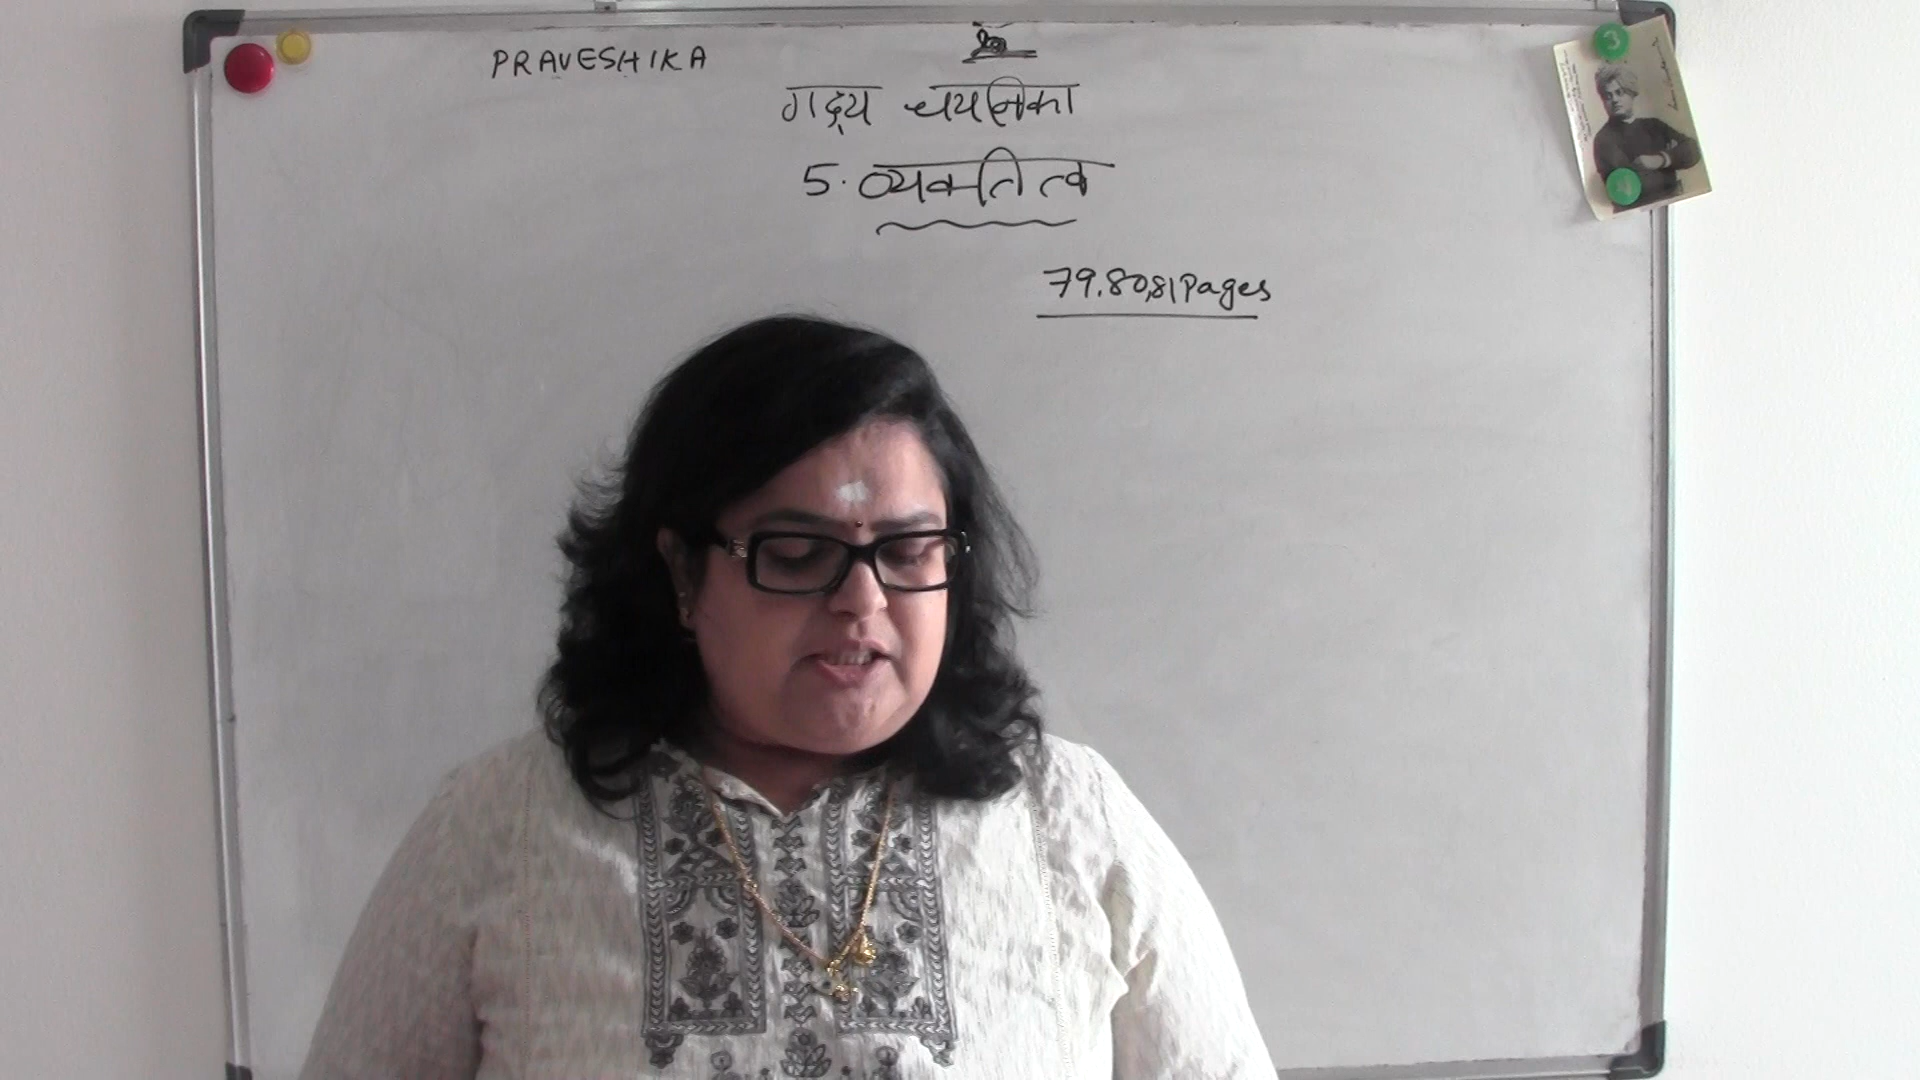 PRAVESHIKA
गद्य चयनिका
5. व्यक्तित्व
79,80,81 Pages